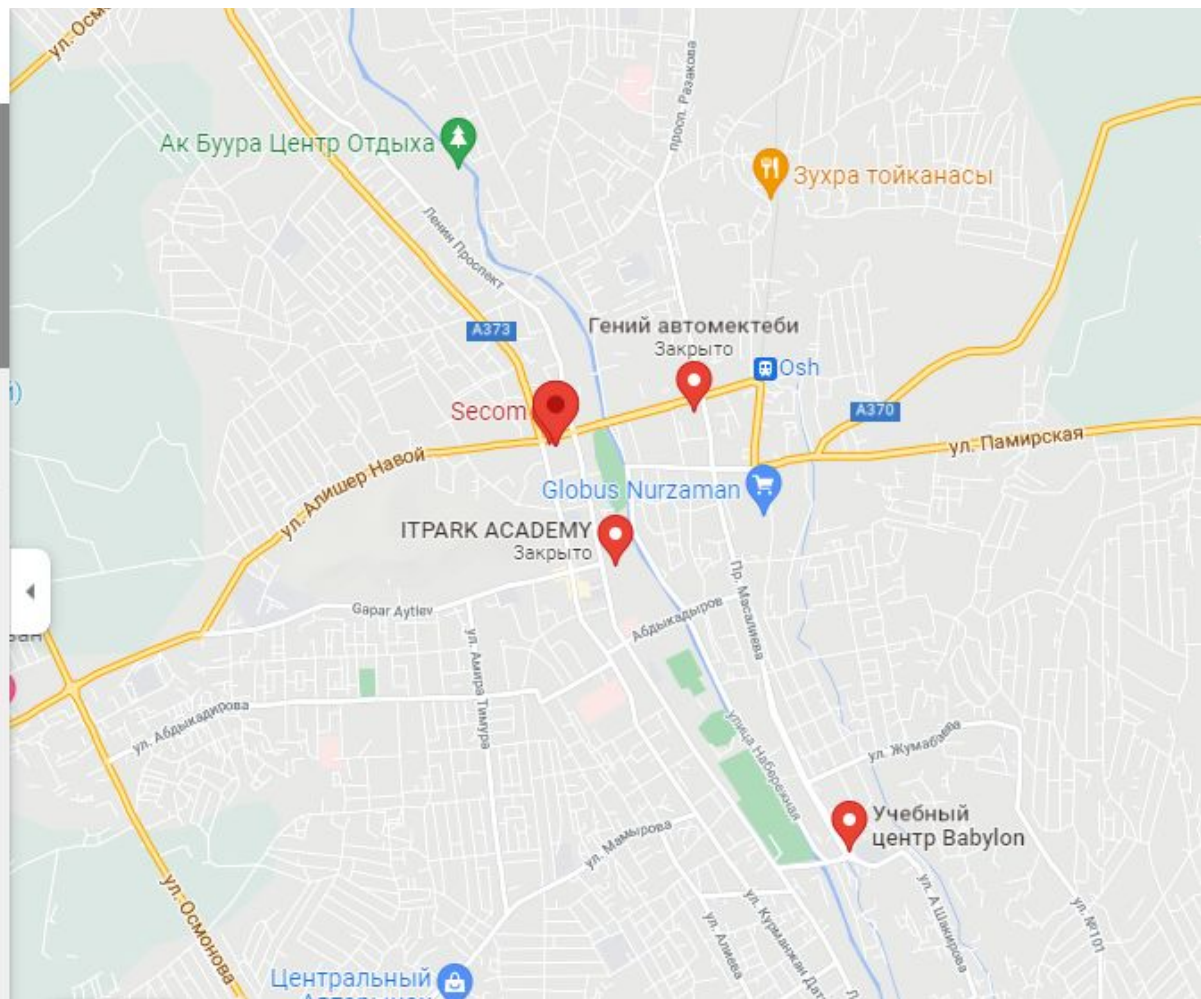 ул. Осмо
Ак Буура Центр Отдыха
просп. Разакова
Зухра тойканасы
Ленин Проспект
A373
Гений автомектеби
Закрыто
Osh
Secom
A370
ул. Памирская
ул. Алишер Навой
Globus Nurzaman
ITPARK ACADEMY
Закрыто
Gapar Aytiev
Абдыкадыров
Пр. Масалиева
ул. Амира Тимура
ул. Абдыкадирова
улица Набережная
ул. Жумабаева
Учебный
центр Babylon
ул. Мамырова
ул. Осмонова
ул. А Шакирова
ул. №101
ул. Курманжан Дат
ул. Алиева
Центральный